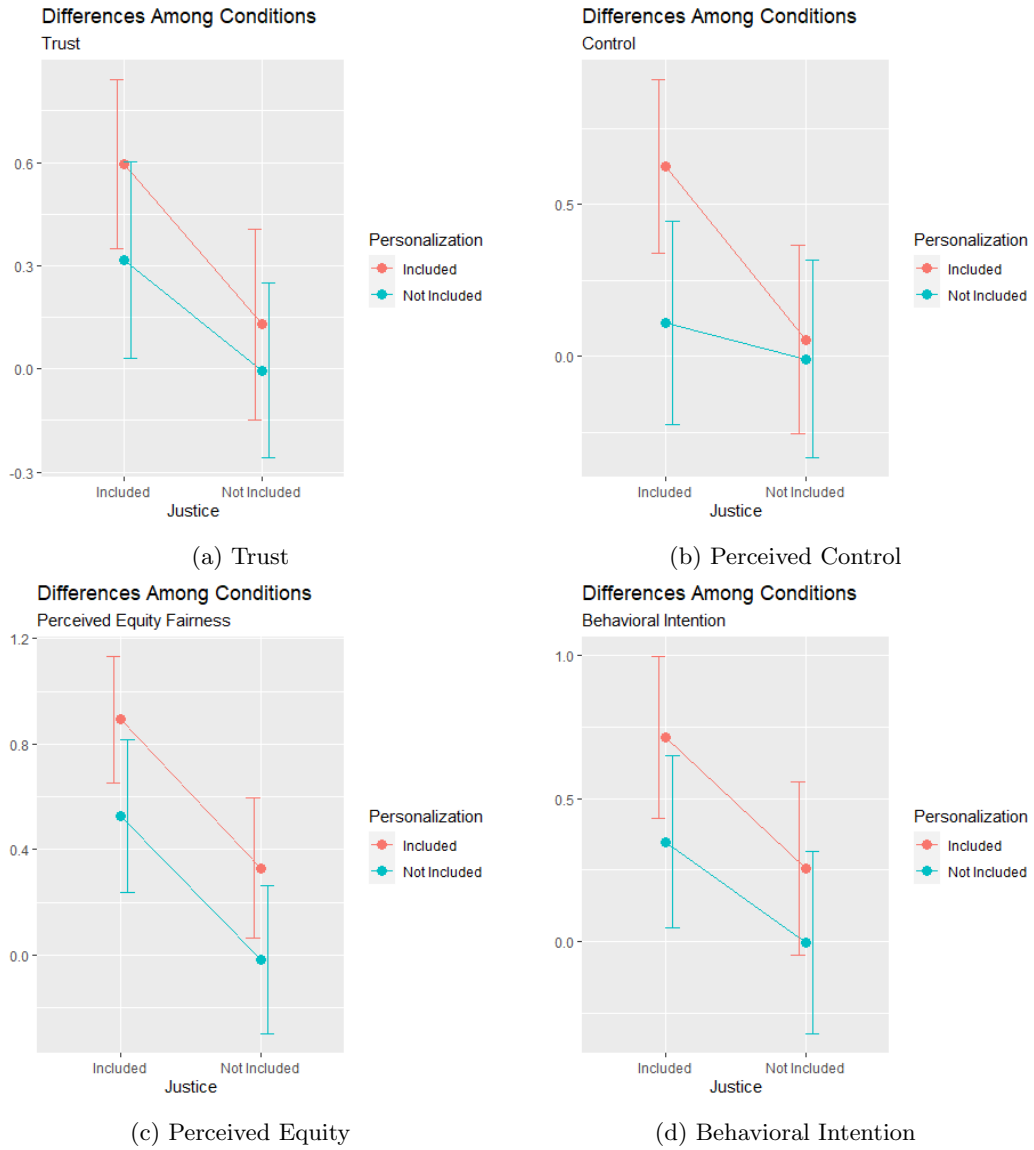 Differences Among Conditions
Trust
0.6
0.3
0.0
-0.3
Included
Not Included
Justice
Personalization
Included
Not Included
(a) Trust
Differences Among Conditions
Control
0.5
0.0
Included
Not Included
Justice
Personalization
Included
Not Included
(b) Perceived Control
Differences Among Conditions
Perceived Equity Fairness
1.2
0.8
0.4
0.0
Included
Not Included
Justice
Personalization
Included
Not Included
(c) Perceived Equity
Differences Among Conditions
Behavioral Intention
1.0
0.5
0.0
Included
Not Included
Justice
Personalization
Included
Not Included
(d) Behavioral Intention